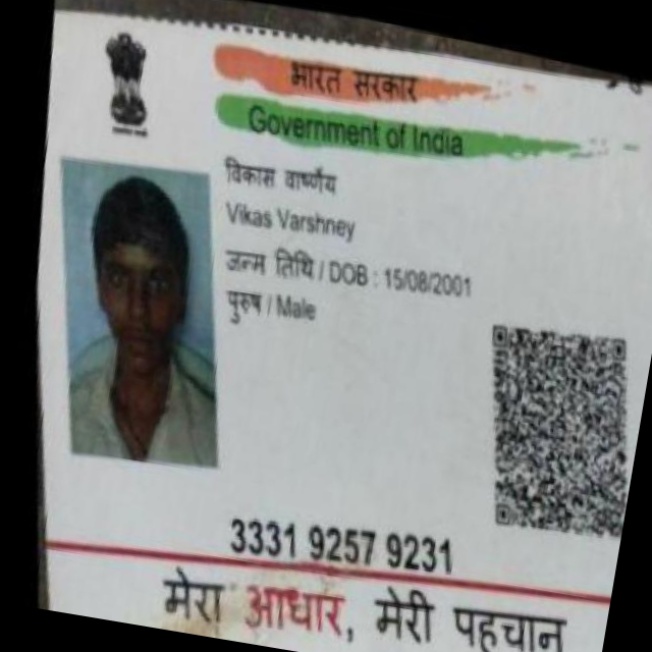 भारत सरकार
Government of India
विकास वार्ष्णेय
Vikas Varshney
जन्म तिथि / DOB : 15/08/2001
पुरुष / Male
3331 9257 9231
मेरा आधार, मेरी पहचान